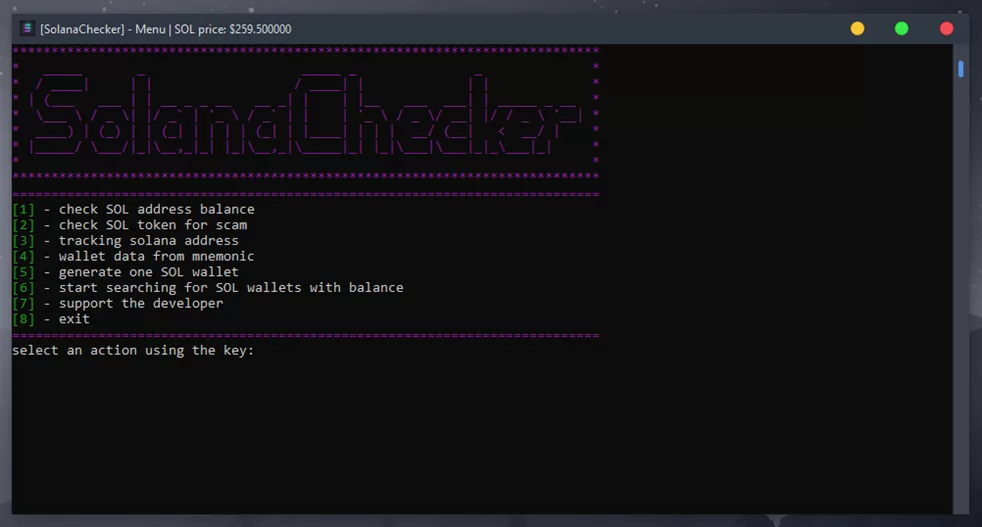 [SolanaChecker] - Menu | SOL price: $259.500000
SolanaChecker
[1] - check SOL address balance
[2] - check SOL token for scam
[3] - tracking solana address
[4] - wallet data from mnemonic
[5] - generate one SOL wallet
[6] - start searching for SOL wallets with balance
[7] - support the developer
[8] - exit
select an action using the key: